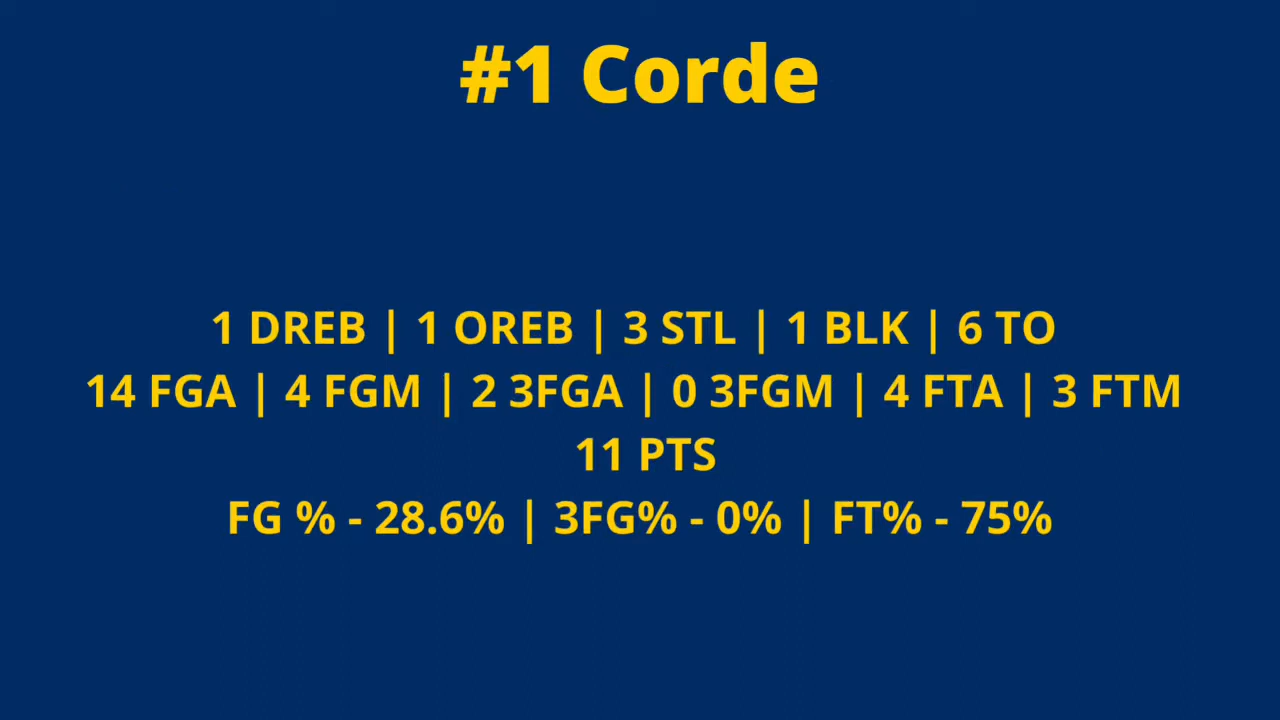 #1 Corde
1 DREB | 1 OREB | 3 STL | 1 BLK | 6 TO
14 FGA | 4 FGM | 2 3FGA | 0 3FGM | 4 FTA | 3 FTM
11 PTS
FG % - 28.6% | 3FG% - 0% | FT% - 75%